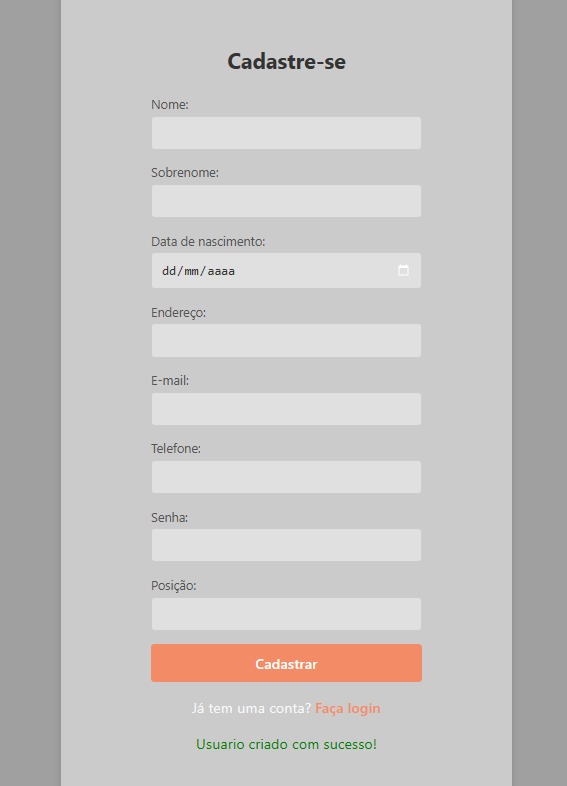 Cadastre-se
Nome:
Sobrenome:
Data de nascimento:
dd/mm/aaaa
Endereço:
E-mail:
Telefone:
Senha:
Posição:
Cadastrar
Já tem uma conta? Faça login
Usuario criado com sucesso!